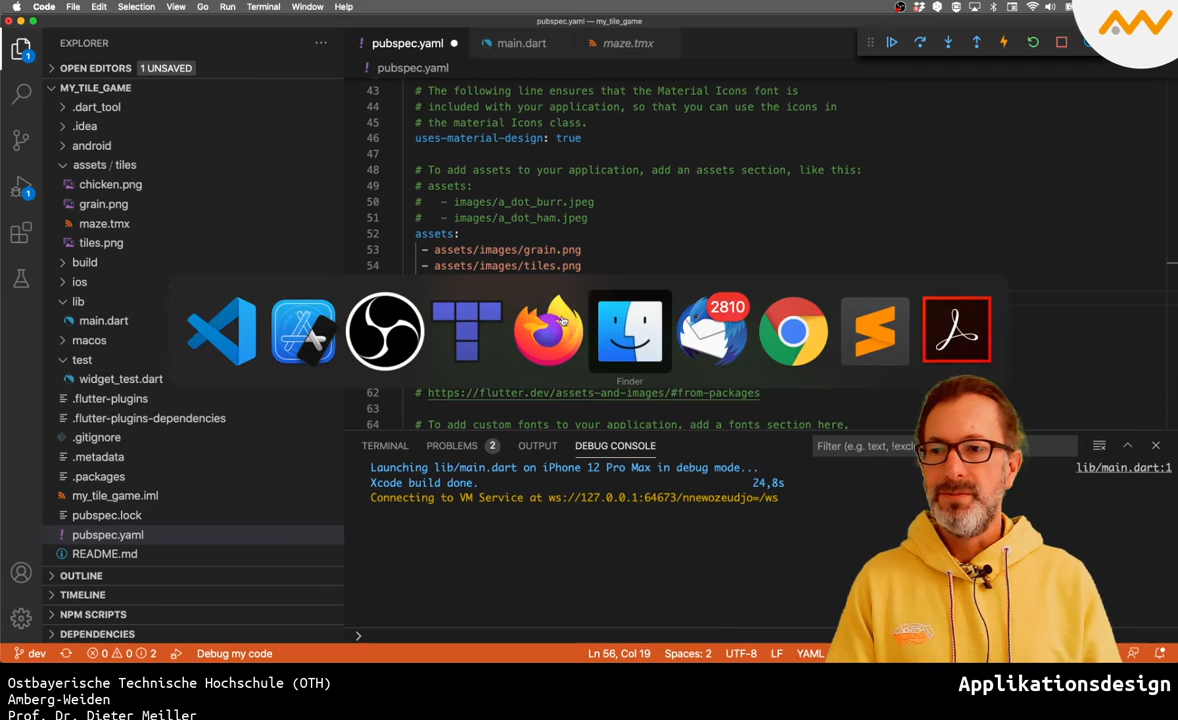 Code File Edit Selection View Go Run Terminal Window Help
pubspec.yaml — my_tile_game
EXPLORER
OPEN EDITORS 1 UNSAVED
MY_TILE_GAME
.dart_tool
.idea
android
assets / tiles
chicken.png
grain.png
maze.tmx
tiles.png
build
ios
lib
main.dart
macos
test
widget_test.dart
.flutter-plugins
.flutter-plugins-dependencies
.gitignore
.metadata
.packages
my_tile_game.iml
pubspec.lock
pubspec.yaml
README.md
OUTLINE
TIMELINE
NPM SCRIPTS
DEPENDENCIES
1
1
pubspec.yaml main.dart maze.tmx
pubspec.yaml
43 # The following line ensures that the Material Icons font is
44 # included with your application, so that you can use the icons in
45 # the material Icons class.
46 uses-material-design: true
47
48 # To add assets to your application, add an assets section, like this:
49 # assets:
50 #   - images/a_dot_burr.jpeg
51 #   - images/a_dot_ham.jpeg
52 assets:
53 - assets/images/grain.png
54 - assets/images/tiles.png
2810
Finder
62 # https://flutter.dev/assets-and-images/#from-packages
63
64 # To add custom fonts to your application, add a fonts section here,
TERMINAL PROBLEMS 2 OUTPUT DEBUG CONSOLE Filter (e.g. text, !excl
Launching lib/main.dart on iPhone 12 Pro Max in debug mode... lib/main.dart:1
Xcode build done. 24,8s
Connecting to VM Service at ws://127.0.0.1:64673/nnewozeudjo=/ws
dev 0 0 2 Debug my code Ln 56, Col 19 Spaces: 2 UTF-8 LF YAML
Ostbayerische Technische Hochschule (OTH)
Amberg-Weiden
Prof. Dr. Dieter Meiller
Applikationsdesign